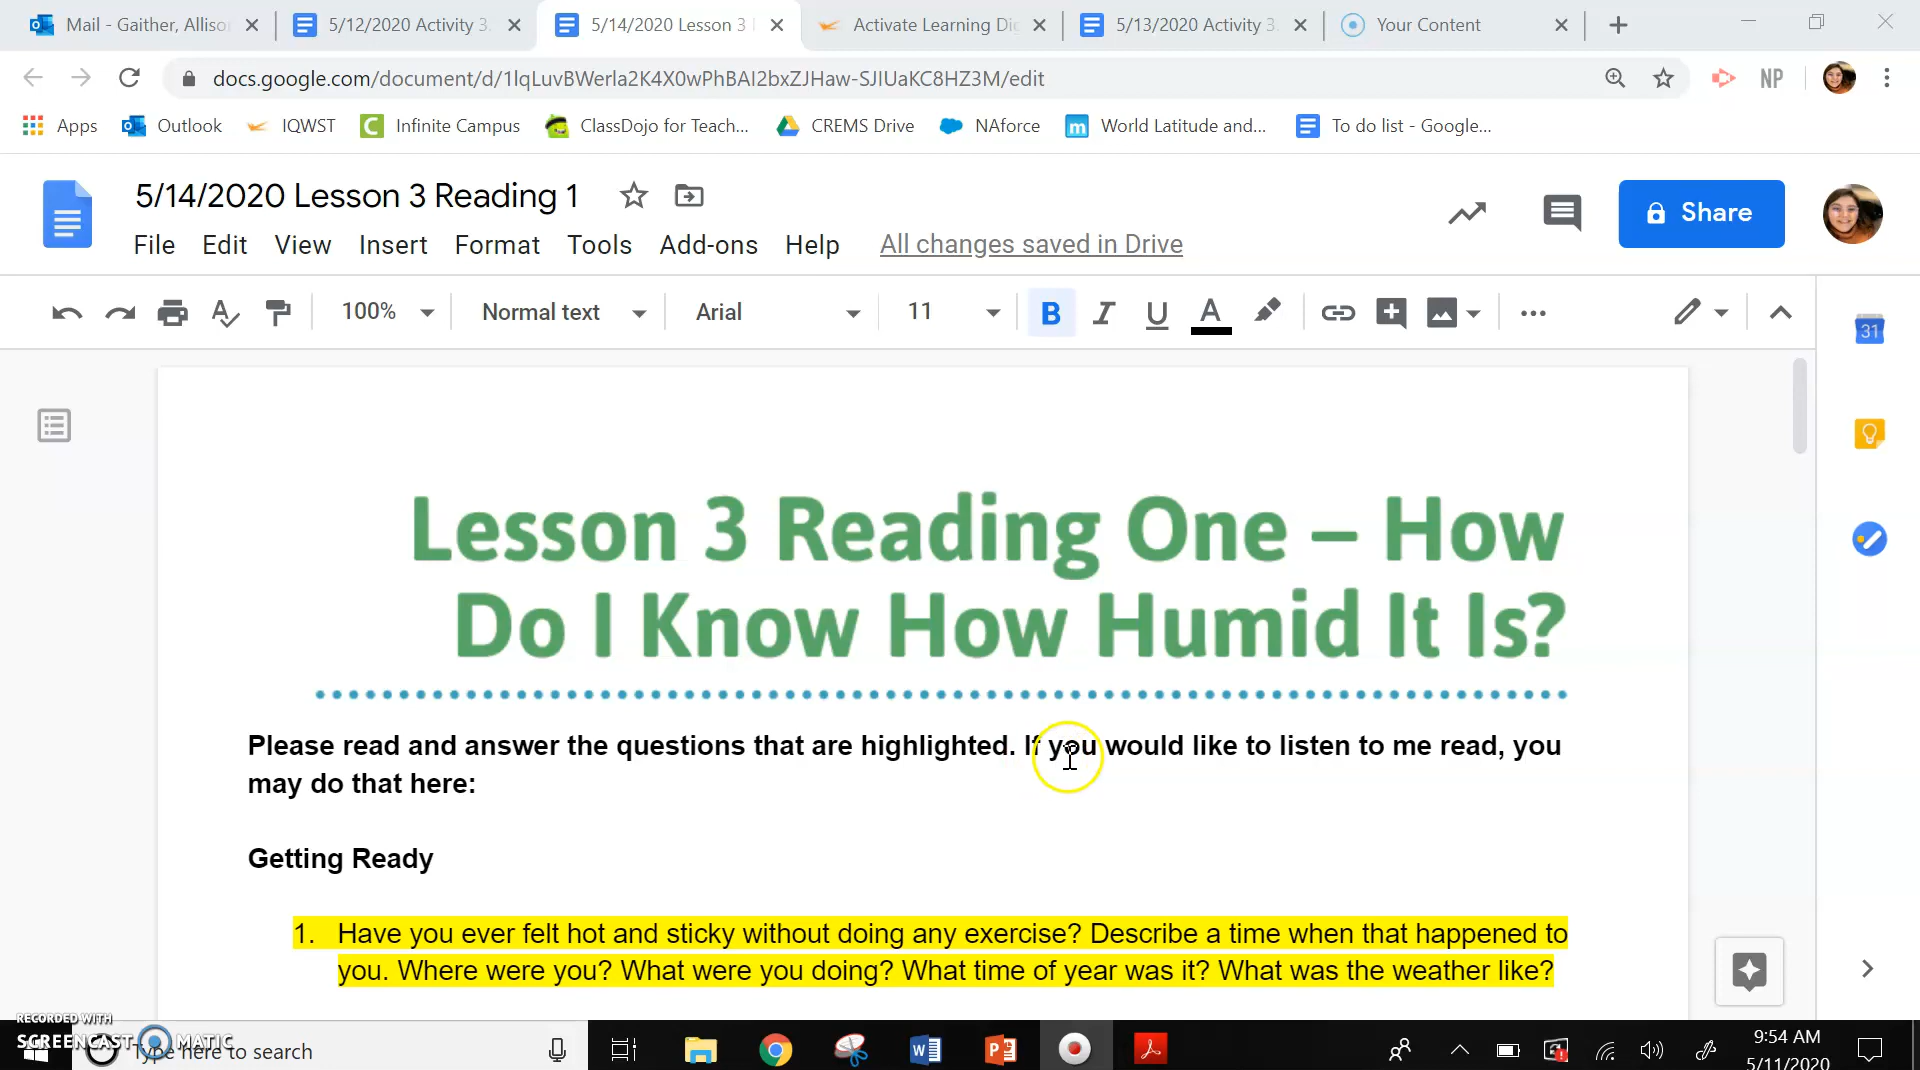 Mail - Gaither, Alliso
5/12/2020 Activity 3.
5/14/2020 Lesson 3
Activate Learning Di
5/13/2020 Activity 3.
Your Content
docs.google.com/document/d/1lqLuvBWerla2K4X0wPhBAI2bxZJHaw-SJIUaKC8HZ3M/edit
NP
Apps
Outlook
IQWST
Infinite Campus
ClassDojo for Teach...
CREMS Drive
NAforce
m
World Latitude and...
To do list - Google...
5/14/2020 Lesson 3 Reading 1
Share
File Edit View Insert Format Tools Add-ons Help All changes saved in Drive
100% Normal text Arial 11 B I U A
31
Lesson 3 Reading One – How
Do I Know How Humid It Is?
Please read and answer the questions that are highlighted. If you would like to listen to me read, you
may do that here:
Getting Ready
1. Have you ever felt hot and sticky without doing any exercise? Describe a time when that happened to
you. Where were you? What were you doing? What time of year was it? What was the weather like?
RECORDED WITH
SCREENCAST MATIC
Type here to search
9:54 AM
5/11/2020